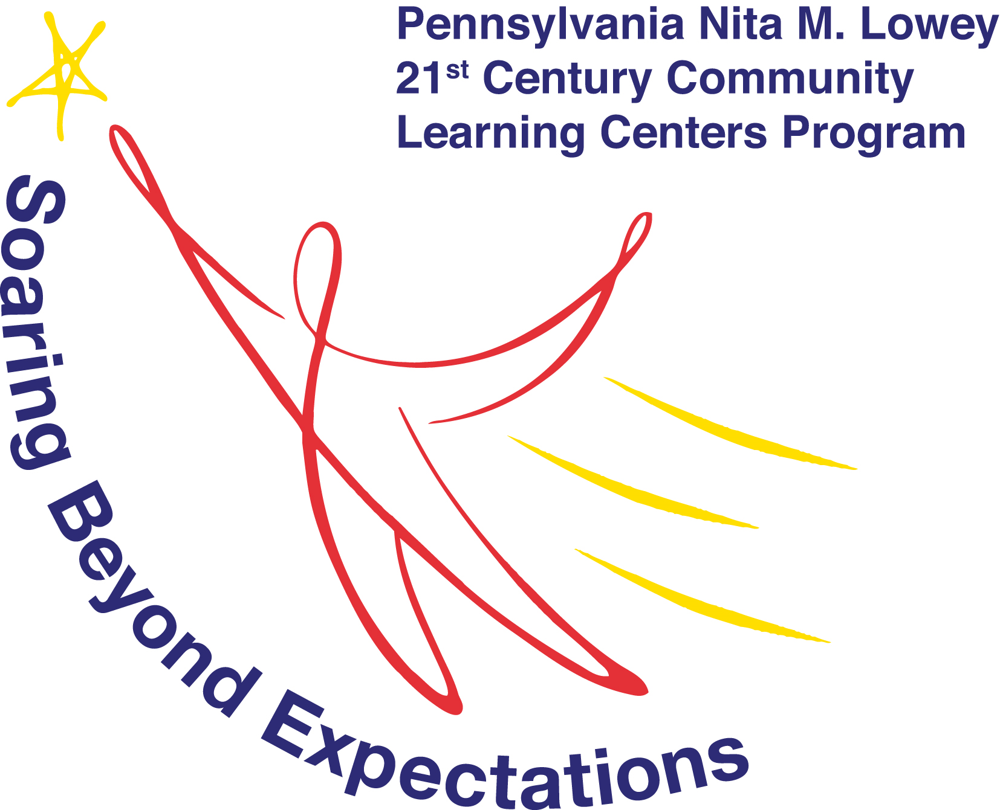 Pennsylvania Nita M. Lowey
21st Century Community
Learning Centers Program
Soaring Beyond Expectations